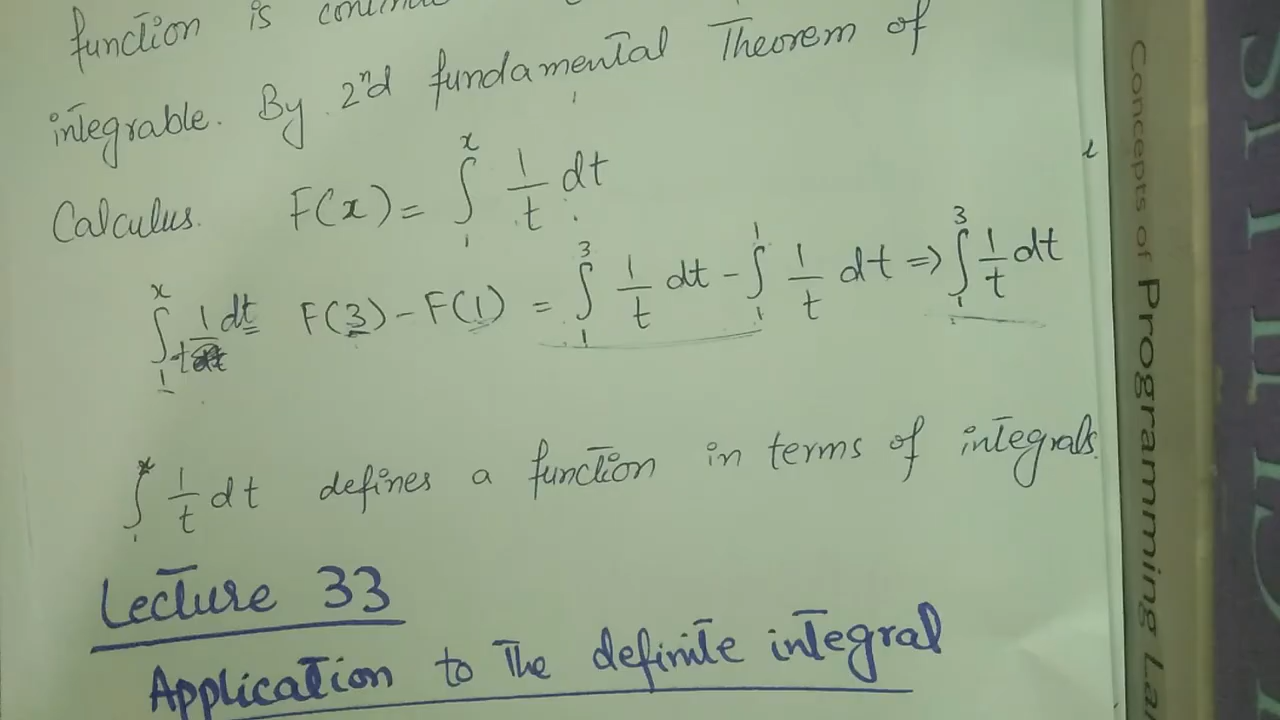 function is
integrable. By 2nd fundamental Theorem of
Calculus. F(x) = ∫₁ˣ 1/t dt
∫₁ˣ 1/t dt F(3) - F(1) = ∫₁³ 1/t dt - ∫₁¹ 1/t dt => ∫₁³ 1/t dt
∫₁ˣ 1/t dt defines a function in terms of integrals.
Lecture 33
Application to The definite integral
Concepts of Programming